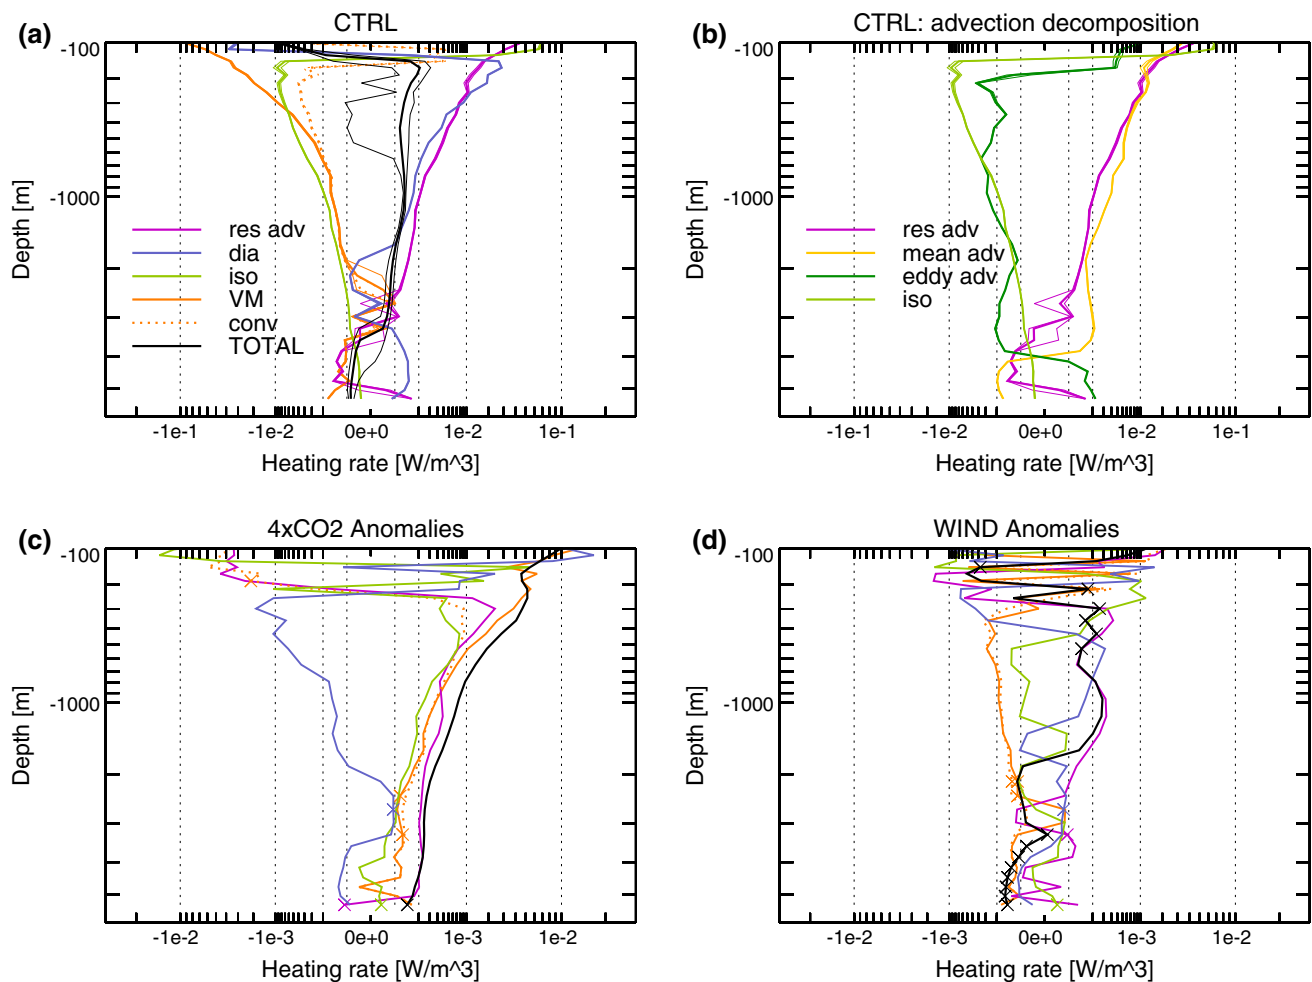 (a)
CTRL
-100
-1000
Depth [m]
res adv
dia
iso
VM
conv
TOTAL
-1e-1
-1e-2
0e+0
1e-2
1e-1
Heating rate [W/m^3]
(b)
CTRL: advection decomposition
-100
-1000
Depth [m]
res adv
mean adv
eddy adv
iso
-1e-1
-1e-2
0e+0
1e-2
1e-1
Heating rate [W/m^3]
(c)
4xCO2 Anomalies
-100
-1000
Depth [m]
-1e-2
-1e-3
0e+0
1e-3
1e-2
Heating rate [W/m^3]
(d)
WIND Anomalies
-100
-1000
Depth [m]
-1e-2
-1e-3
0e+0
1e-3
1e-2
Heating rate [W/m^3]